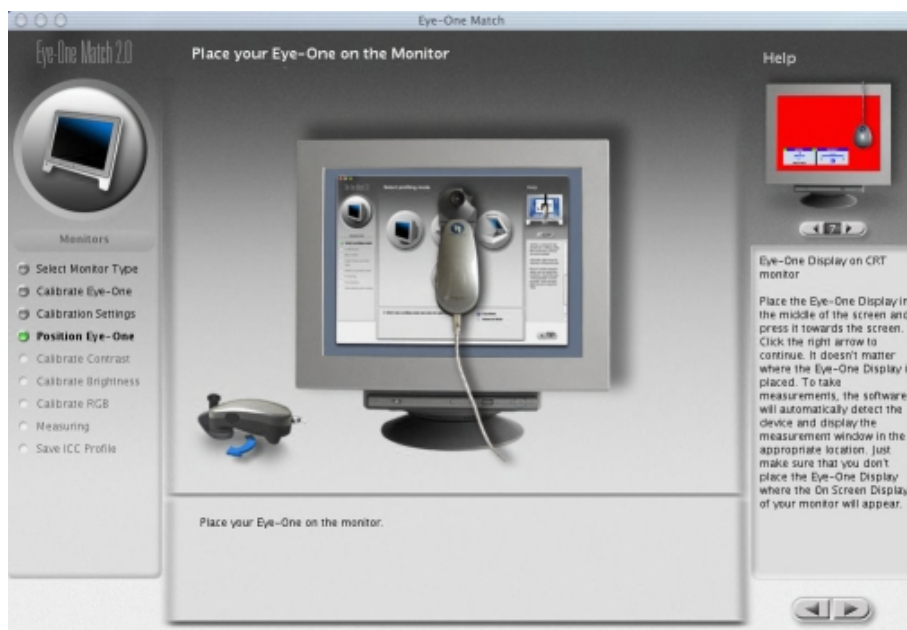 Eye-One Match
Eye-One Match 2.0
Place your Eye-One on the Monitor
Help
Monitors
Select Monitor Type
Calibrate Eye-One
Calibration Settings
Position Eye-One
Calibrate Contrast
Calibrate Brightness
Calibrate RGB
Measuring
Save ICC Profile
Place your Eye-One on the monitor.
7
Eye-One Display on CRT
monitor
Place the Eye-One Display in
the middle of the screen and
press it towards the screen.
Click the right arrow to
continue. It doesn't matter
where the Eye-One Display i
placed. To take
measurements, the software
will automatically detect the
device and display the
measurement window in the
appropriate location. Just
make sure that you don't
place the Eye-One Display
where the On Screen Display
of your monitor will appear.